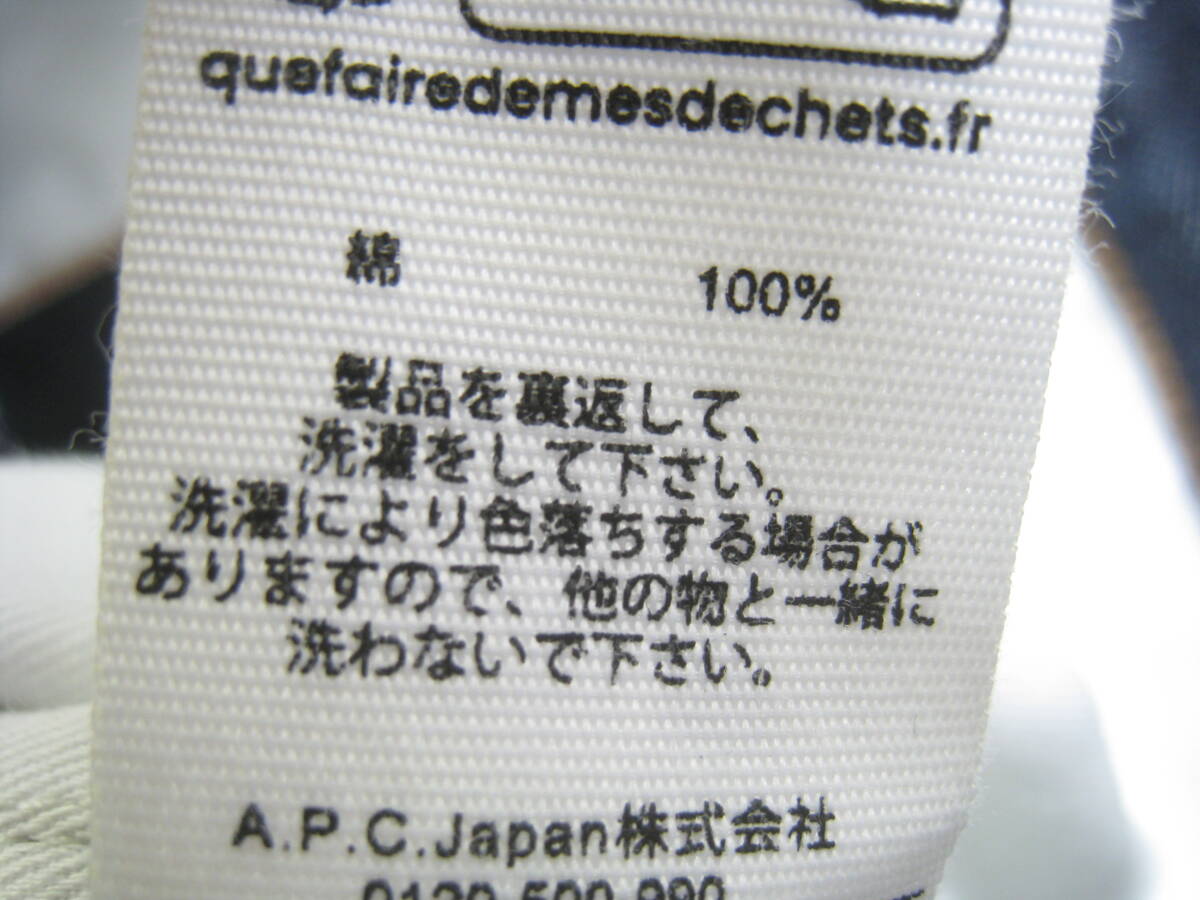 quefairedemesdechets.fr
綿 100%
製品を裏返して、
洗濯をして下さい。
洗濯により色落ちする場合が
ありますので、他の物と一緒に
洗わないで下さい。
A.P.C.Japan株式会社
0120-500-990